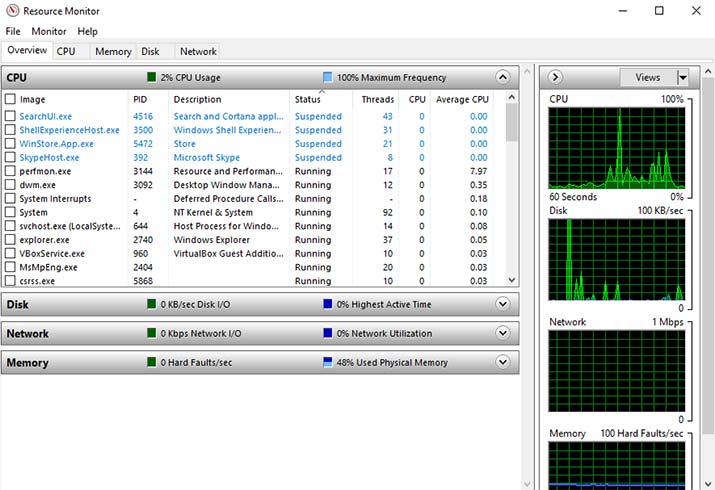 Resource Monitor
File Monitor Help
Overview CPU Memory Disk Network
CPU 2% CPU Usage 100% Maximum Frequency
Image PID Description Status Threads CPU Average CPU
SearchUI.exe 4516 Search and Cortana appl... Suspended 43 0 0.00
ShellExperienceHost.exe 3500 Windows Shell Experien... Suspended 31 0 0.00
WinStore.App.exe 5472 Store Suspended 21 0 0.00
SkypeHost.exe 392 Microsoft Skype Suspended 8 0 0.00
perfmon.exe 3144 Resource and Performan... Running 17 0 7.97
dwm.exe 3092 Desktop Window Mana... Running 12 0 0.35
System Interrupts - Deferred Procedure Calls... Running - 0 0.18
System 4 NT Kernel & System Running 92 0 0.10
svchost.exe (LocalSyste... 644 Host Process for Windo... Running 14 0 0.08
explorer.exe 2740 Windows Explorer Running 37 0 0.05
VBoxService.exe 960 VirtualBox Guest Additio... Running 10 0 0.03
MsMpEng.exe 2404 Running 20 0 0.03
csrss.exe 5868 Running 10 0 0.03
Disk 0 KB/sec Disk I/O 0% Highest Active Time
Network 0 Kbps Network I/O 0% Network Utilization
Memory 0 Hard Faults/sec 48% Used Physical Memory
Views
CPU 100%
60 Seconds 0%
Disk 100 KB/sec
0
Network 1 Mbps
0
Memory 100 Hard Faults/sec